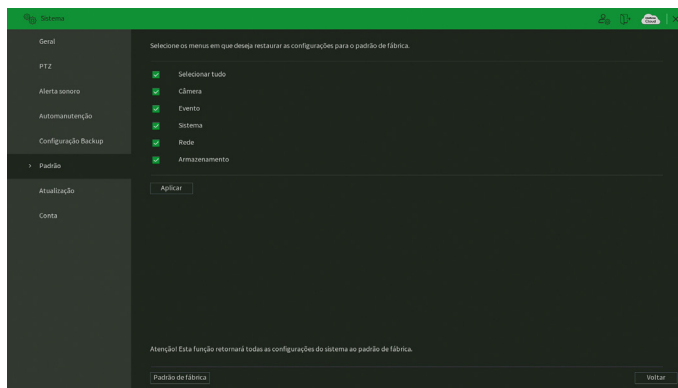 Sistema
Geral
PTZ
Alerta sonoro
Automanutenção
Configuração Backup
Padrão
Atualização
Conta
Selecione os menus em que deseja restaurar as configurações para o padrão de fábrica.
Selecionar tudo
Câmera
Evento
Sistema
Rede
Armazenamento
Aplicar
Atenção! Esta função retornará todas as configurações do sistema ao padrão de fábrica.
Padrão de fábrica
Voltar